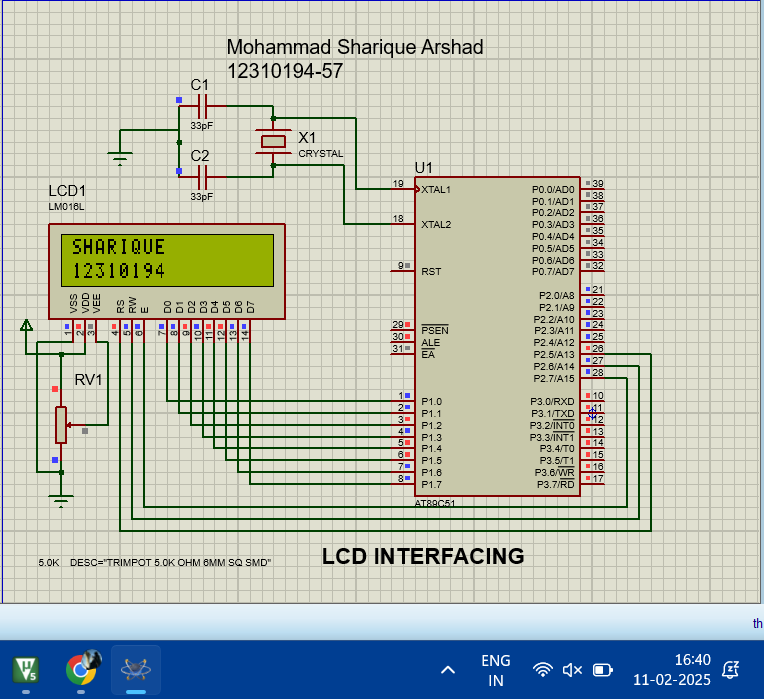 Mohammad Sharique Arshad
12310194-57
C1
33pF
X1
CRYSTAL
C2
33pF
U1
LCD1
LM016L
SHARIQUE
12310194
VSS VDD VEE RS RW E D0 D1 D2 D3 D4 D5 D6 D7
1 2 3 4 5 6 7 8 9 10 11 12 13 14
RV1
19 XTAL1
18 XTAL2
9 RST
29 PSEN
30 ALE
31 EA
1 P1.0
2 P1.1
3 P1.2
4 P1.3
5 P1.4
6 P1.5
7 P1.6
8 P1.7
P0.0/AD0 39
P0.1/AD1 38
P0.2/AD2 37
P0.3/AD3 36
P0.4/AD4 35
P0.5/AD5 34
P0.6/AD6 33
P0.7/AD7 32
P2.0/A8 21
P2.1/A9 22
P2.2/A10 23
P2.3/A11 24
P2.4/A12 25
P2.5/A13 26
P2.6/A14 27
P2.7/A15 28
P3.0/RXD 10
P3.1/TXD 11
P3.2/INT0 12
P3.3/INT1 13
P3.4/T0 14
P3.5/T1 15
P3.6/WR 16
P3.7/RD 17
AT89C51
5.0K DESC="TRIMPOT 5.0K OHM 6MM SQ SMD"
LCD INTERFACING
th
ENG
IN
16:40
11-02-2025